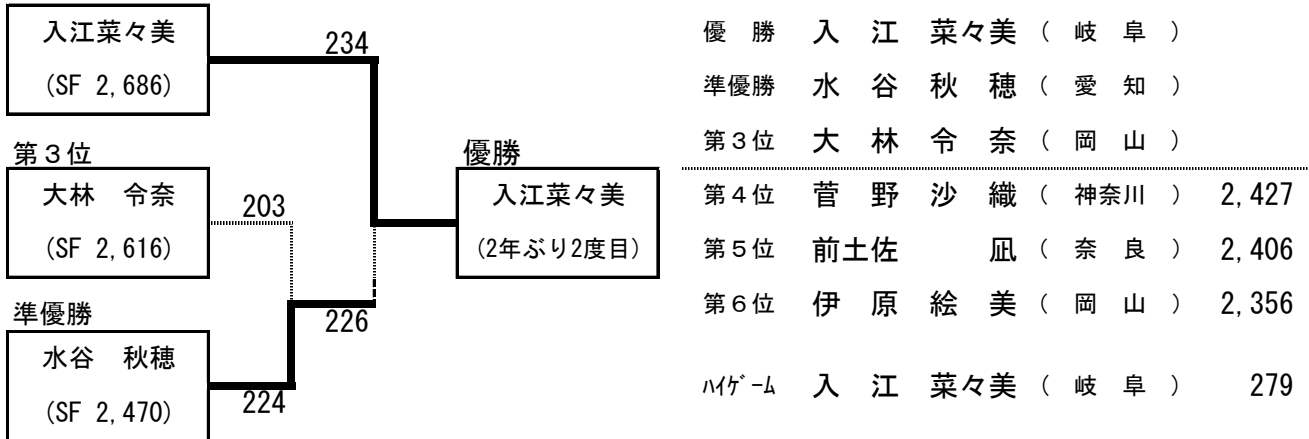 入江菜々美
(SF 2,686)
234
第３位
大林　令奈
(SF 2,616)
203
準優勝
水谷　秋穂
(SF 2,470)
224
226
優勝
入江菜々美
(2年ぶり2度目)
優　勝　入　江　菜々美 （　岐　阜　）
準優勝　水　谷　秋　穂 （　愛　知　）
第３位　大　林　令　奈 （　岡　山　）
第４位　菅　野　沙　織 （　神奈川　） 2,427
第５位　前土佐　　　凪 （　奈　良　） 2,406
第６位　伊　原　絵　美 （　岡　山　） 2,356
ﾊｲｹﾞｰﾑ　入　江　菜々美 （　岐　阜　） 279